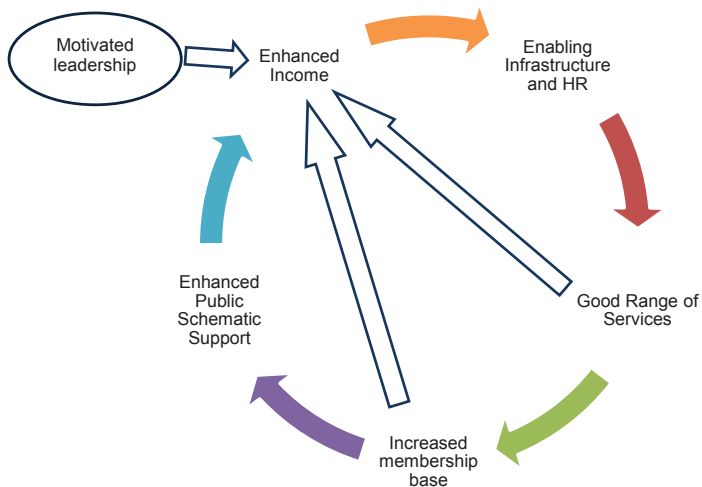 Motivated
leadership
Enhanced
Income
Enabling
Infrastructure
and HR
Good Range of
Services
Increased
membership
base
Enhanced
Public
Schematic
Support